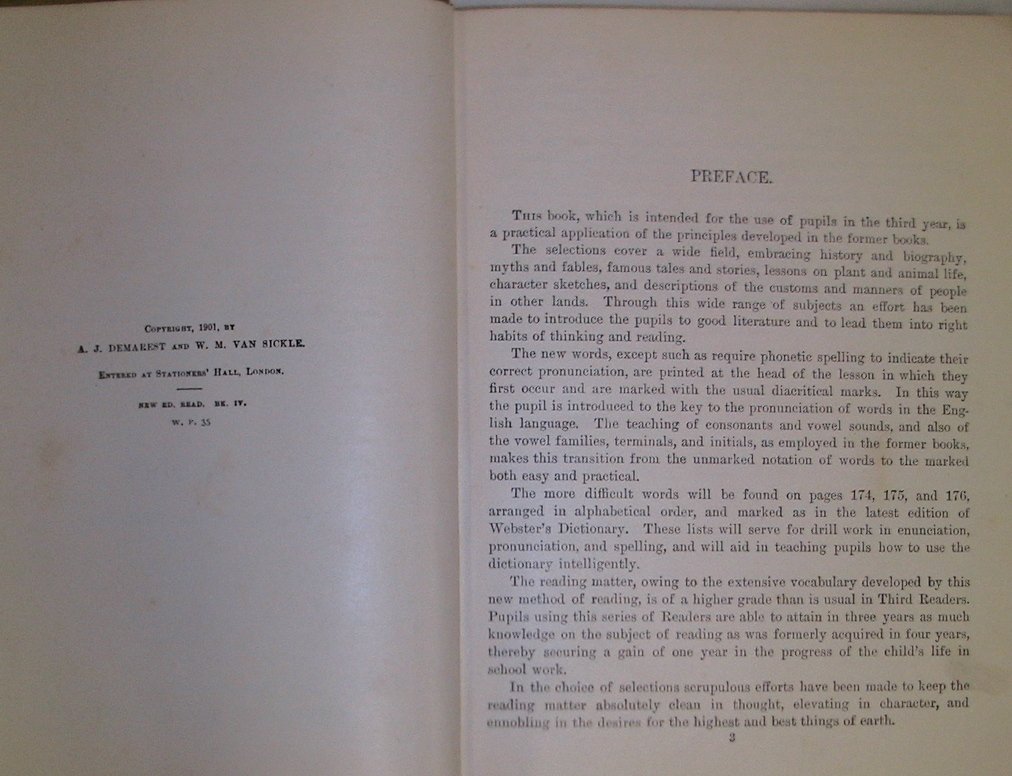 COPYRIGHT, 1901, BY
A. J. DEMAREST AND W. M. VAN SICKLE.
ENTERED AT STATIONERS' HALL, LONDON.
NEW ED. READ. BK. IV.
W. P. 35
PREFACE.
THIS book, which is intended for the use of pupils in the third year, is
a practical application of the principles developed in the former books.
The selections cover a wide field, embracing history and biography,
myths and fables, famous tales and stories, lessons on plant and animal life,
character sketches, and descriptions of the customs and manners of people
in other lands. Through this wide range of subjects an effort has been
made to introduce the pupils to good literature and to lead them into right
habits of thinking and reading.
The new words, except such as require phonetic spelling to indicate their
correct pronunciation, are printed at the head of the lesson in which they
first occur and are marked with the usual diacritical marks. In this way
the pupil is introduced to the key to the pronunciation of words in the Eng-
lish language. The teaching of consonants and vowel sounds, and also of
the vowel families, terminals, and initials, as employed in the former books,
makes this transition from the unmarked notation of words to the marked
both easy and practical.
The more difficult words will be found on pages 174, 175, and 176,
arranged in alphabetical order, and marked as in the latest edition of
Webster's Dictionary. These lists will serve for drill work in enunciation,
pronunciation, and spelling, and will aid in teaching pupils how to use the
dictionary intelligently.
The reading matter, owing to the extensive vocabulary developed by this
new method of reading, is of a higher grade than is usual in Third Readers.
Pupils using this series of Readers are able to attain in three years as much
knowledge on the subject of reading as was formerly acquired in four years,
thereby securing a gain of one year in the progress of the child's life in
school work.
In the choice of selections scrupulous efforts have been made to keep the
reading matter absolutely clean in thought, elevating in character, and
ennobling in the desires for the highest and best things of earth.
3